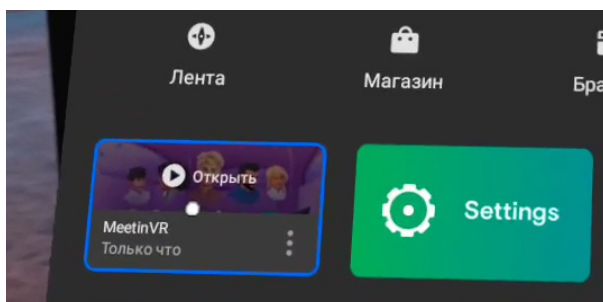 Лента
Магазин
Открыть
Settings
MeetinVR
Только что